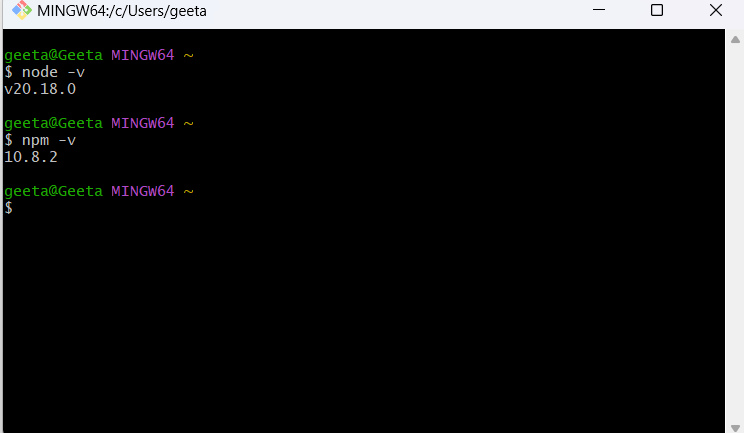 MINGW64:/c/Users/geeta
geeta@Geeta MINGW64 ~
$ node -v
v20.18.0
geeta@Geeta MINGW64 ~
$ npm -v
10.8.2
geeta@Geeta MINGW64 ~
$